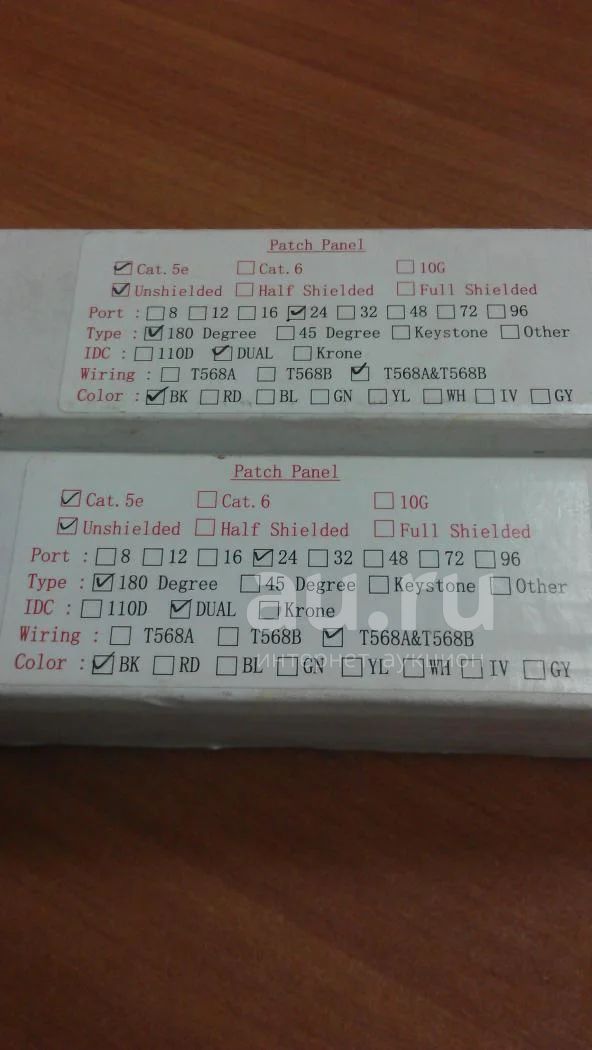 Patch Panel
☑Cat.5e ☐Cat.6 ☐10G
☑Unshielded ☐Half Shielded ☐Full Shielded
Port :☐8 ☐12 ☐16 ☑24 ☐32 ☐48 ☐72 ☐96
Type :☑180 Degree ☐45 Degree ☐Keystone ☐Other
IDC :☐110D ☑DUAL ☐Krone
Wiring :☐ T568A ☐ T568B ☑ T568A&T568B
Color :☑BK ☐RD ☐BL ☐GN ☐YL ☐WH ☐IV ☐GY
Patch Panel
☑Cat.5e ☐Cat.6 ☐10G
☑Unshielded ☐Half Shielded ☐Full Shielded
Port :☐8 ☐12 ☐16 ☑24 ☐32 ☐48 ☐72 ☐96
Type :☑180 Degree ☐45 Degree ☐Keystone ☐Other
IDC :☐110D ☑DUAL ☐Krone
Wiring :☐ T568A ☐ T568B ☑ T568A&T568B
Color :☑BK ☐RD ☐BL ☐GN ☐YL ☐WH ☐IV ☐GY
au.ru
интернет аукцион